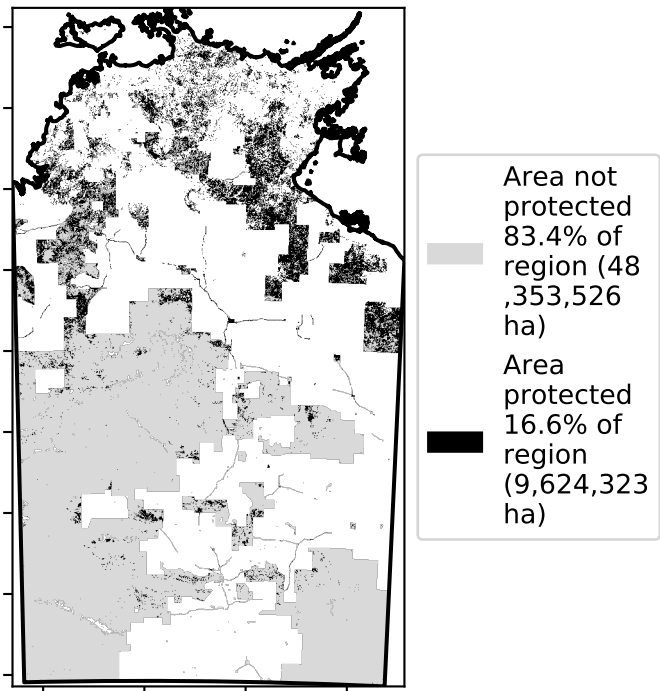 Area not
protected
83.4% of
region (48
,353,526
ha)
Area
protected
16.6% of
region
(9,624,323
ha)